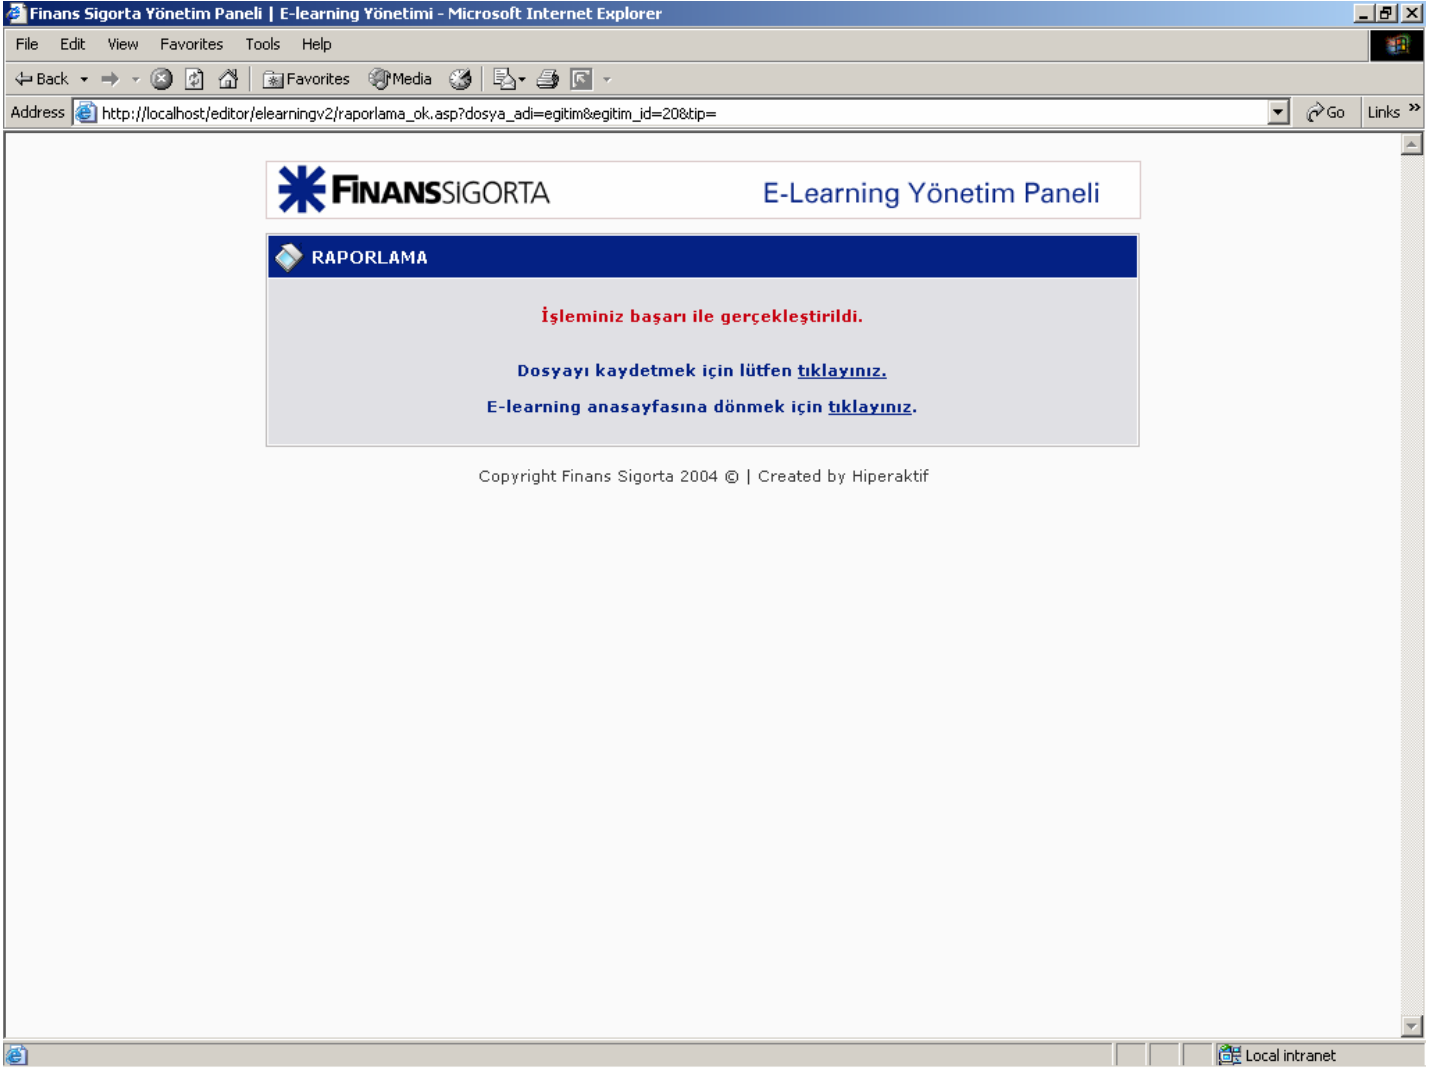 Finans Sigorta Yönetim Paneli | E-learning Yönetimi - Microsoft Internet Explorer
File Edit View Favorites Tools Help
Back Favorites Media
Address http://localhost/editor/elearningv2/raporlama_ok.asp?dosya_adi=egitim&egitim_id=20&tip= Go Links »
FİNANSSİGORTA E-Learning Yönetim Paneli
RAPORLAMA
İşleminiz başarı ile gerçekleştirildi.
Dosyayı kaydetmek için lütfen tıklayınız.
E-learning anasayfasına dönmek için tıklayınız.
Copyright Finans Sigorta 2004 © | Created by Hiperaktif
Local intranet